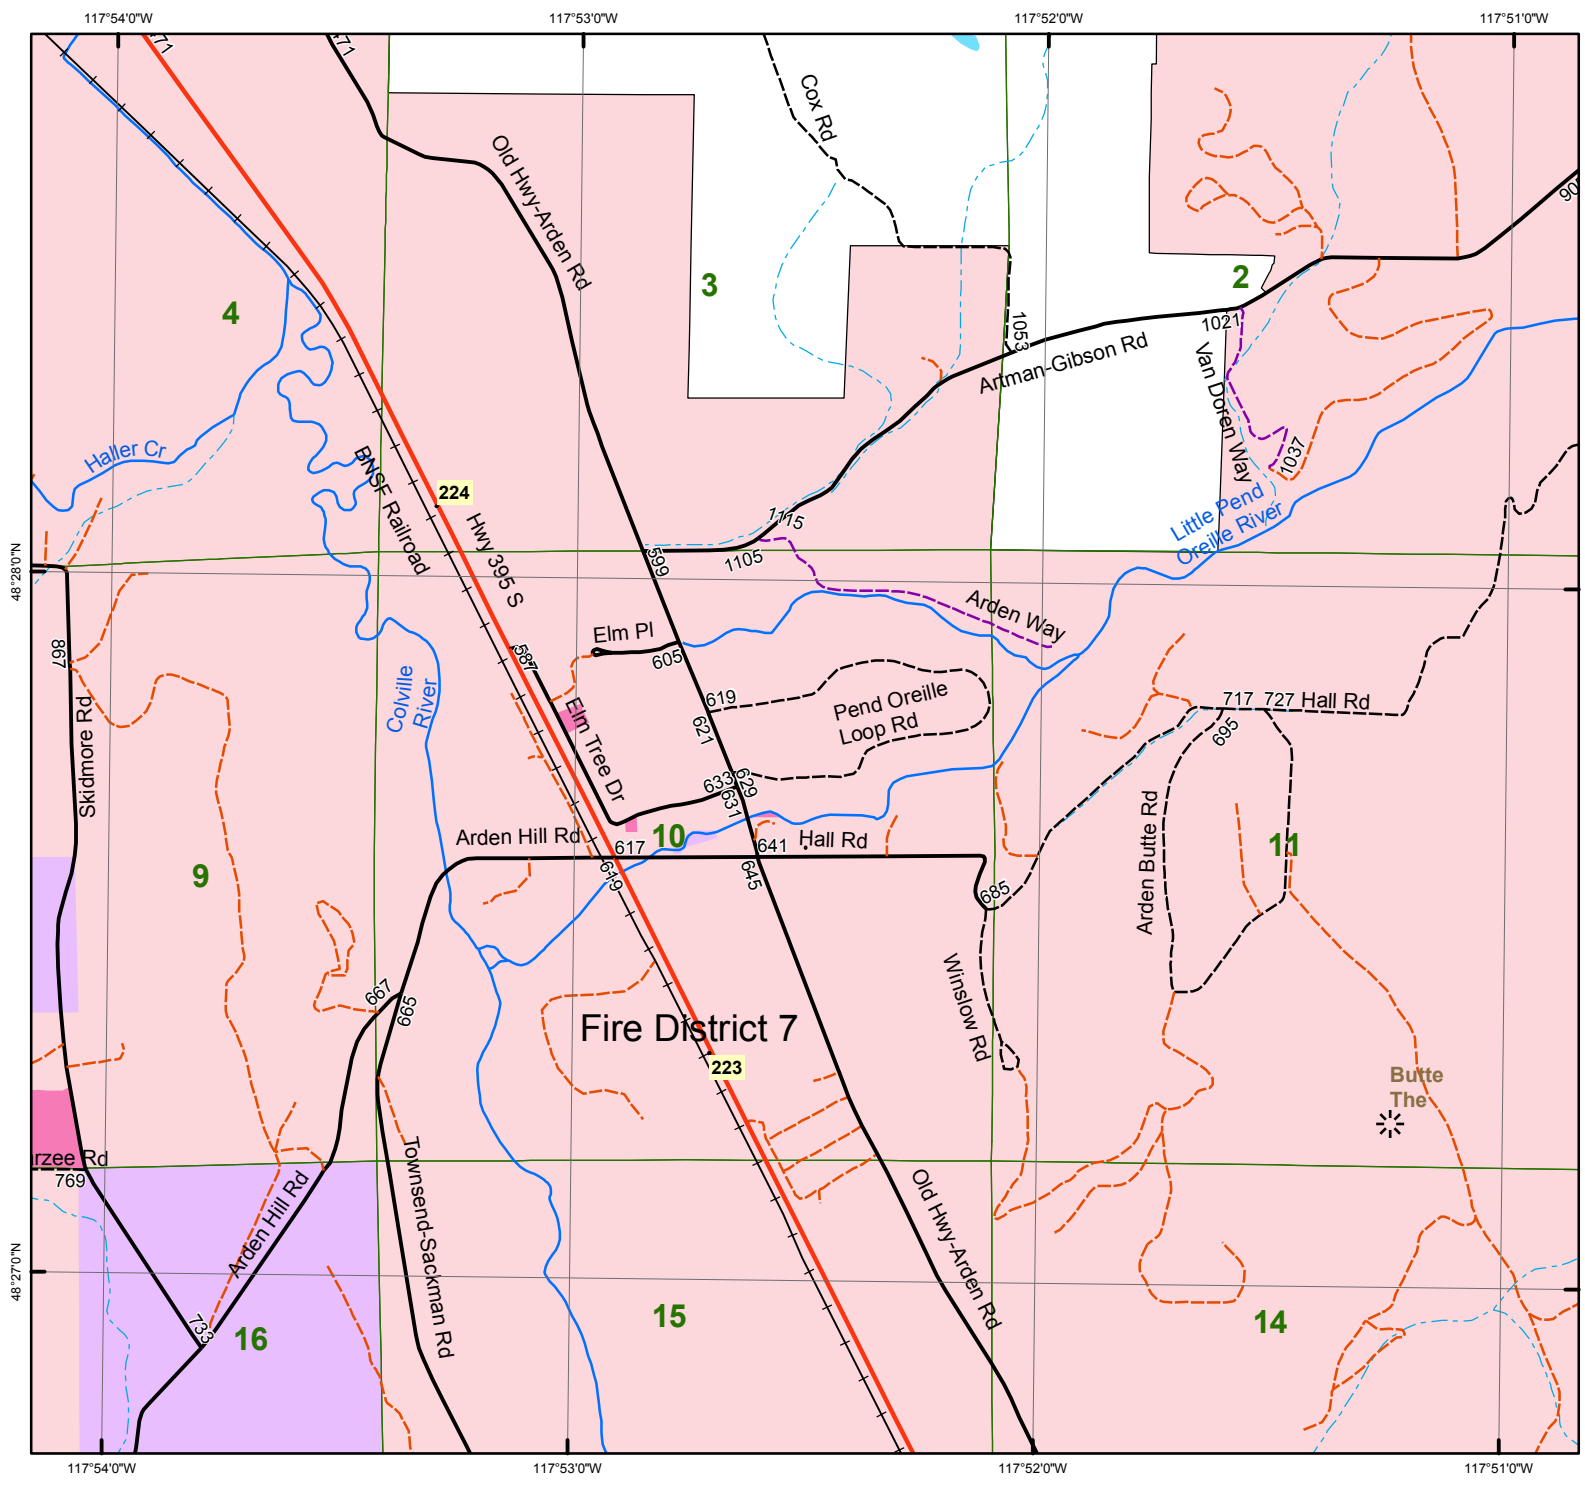 117°54'0"W
117°53'0"W
117°52'0"W
117°51'0"W
471
471
Cox Rd
Old Hwy-Arden Rd
3
2
4
1053
1021
Artman-Gibson Rd
Van Doren Way
Haller Cr
BNSF Railroad
1037
224
Hwy 395 S
Little Pend
Oreille River
1115
1105
599
48°28'0"N
Arden Way
Elm Pl
605
867
587
Colville
River
Skidmore Rd
Elm Tree Dr
619
621
Pend Oreille
Loop Rd
717
727
Hall Rd
695
633
629
631
Arden Hill Rd
617
10
641
Hall Rd
Arden Butte Rd
11
9
619
645
685
667
665
Winslow Rd
Fire District 7
223
Butte
The
rzee Rd
769
Arden Hill Rd
Townsend-Sackman Rd
Old Hwy-Arden Rd
48°27'0"N
733
16
15
14
117°54'0"W
117°53'0"W
117°52'0"W
117°51'0"W